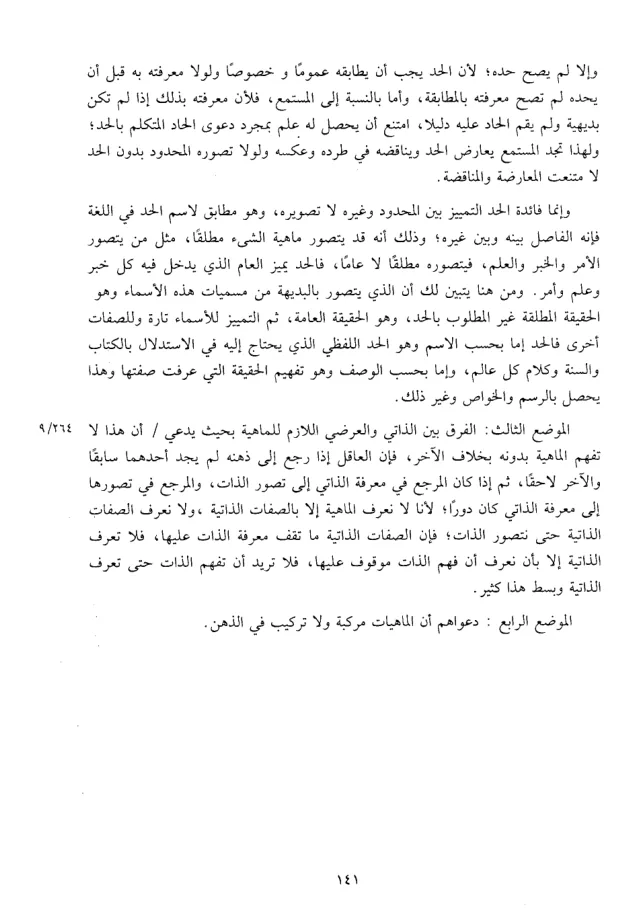 وإلا لم يصح حده؛ لأن الحد يجب أن يطابقه عمومًا و خصوصًا ولولا معرفته به قبل أن
يحده لم تصح معرفته بالمطابقة، وأما بالنسبة إلى المستمع، فلأن معرفته بذلك إذا لم تكن
بديهية ولم يقم الحاد عليه دليلا، امتنع أن يحصل له علم بمجرد دعوى الحاد المتكلم بالحد؛
ولهذا تجد المستمع يعارض الحد ويناقضه في طرده وعكسه ولولا تصوره المحدود بدون الحد
لا متنعت المعارضة والمناقضة.
وإنما فائدة الحد التمييز بين المحدود وغيره لا تصويره، وهو مطابق لاسم الحد في اللغة
فإنه الفاصل بينه وبين غيره؛ وذلك أنه قد يتصور ماهية الشىء مطلقًا، مثل من يتصور
الأمر والخبر والعلم، فيتصوره مطلقًا لا عامًا، فالحد يميز العام الذي يدخل فيه كل خبر
وعلم وأمر. ومن هنا يتبين لك أن الذي يتصور بالبديهة من مسميات هذه الأسماء وهو
الحقيقة المطلقة غير المطلوب بالحد، وهو الحقيقة العامة، ثم التمييز للأسماء تارة وللصفات
أخرى فالحد إما بحسب الاسم وهو الحد اللفظي الذي يحتاج إليه في الاستدلال بالكتاب
والسنة وكلام كل عالم، وإما بحسب الوصف وهو تفهيم الحقيقة التي عرفت صفتها وهذا
يحصل بالرسم والخواص وغير ذلك.
الموضع الثالث: الفرق بين الذاتي والعرضي اللازم للماهية بحيث يدعي / أن هذا لا ٩/٢٦٤
تفهم الماهية بدونه بخلاف الآخر، فإن العاقل إذا رجع إلى ذهنه لم يجد أحدهما سابقًا
والآخر لاحقًا، ثم إذا كان المرجع في معرفة الذاتي إلى تصور الذات، والمرجع في تصورها
إلى معرفة الذاتي كان دورًا؛ لأنا لا نعرف الماهية إلا بالصفات الذاتية ،ولا نعرف الصفات
الذاتية حتى نتصور الذات؛ فإن الصفات الذاتية ما تقف معرفة الذات عليها، فلا تعرف
الذاتية إلا بأن نعرف أن فهم الذات موقوف عليها، فلا تريد أن تفهم الذات حتى تعرف
الذاتية وبسط هذا كثير.
الموضع الرابع : دعواهم أن الماهيات مركبة ولا تركيب في الذهن.
١٤١